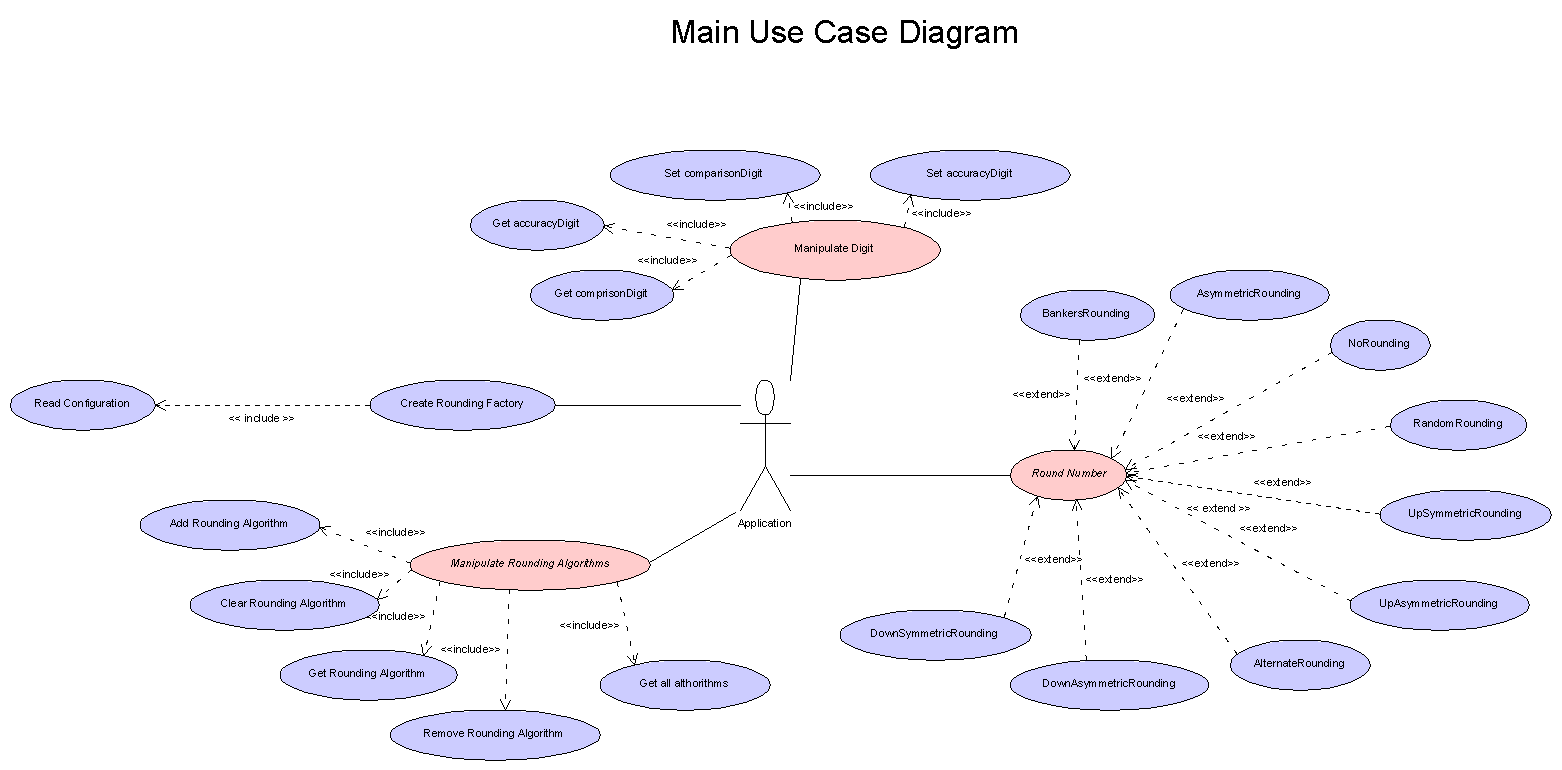 Main Use Case Diagram
Set comparisonDigit
Set accuracyDigit
<<include>>
<<include>>
Get accuracyDigit
<<include>>
Manipulate Digit
<<include>>
Get comprisonDigit
AsymmetricRounding
BankersRounding
NoRounding
<<extend>>
<<extend>>
<<extend>>
Read Configuration
<< include >>
Create Rounding Factory
RandomRounding
<<extend>>
Round Number
<<extend>>
UpSymmetricRounding
<< extend >>
<<extend>>
Application
Add Rounding Algorithm
<<include>>
Manipulate Rounding Algorithms
<<extend>>
<<extend>>
<<include>>
<<extend>>
Clear Rounding Algorithm
<<include>>
UpAsymmetricRounding
<<include>>
DownSymmetricRounding
<<include>>
AlternateRounding
Get Rounding Algorithm
Get all althorithms
DownAsymmetricRounding
Remove Rounding Algorithm